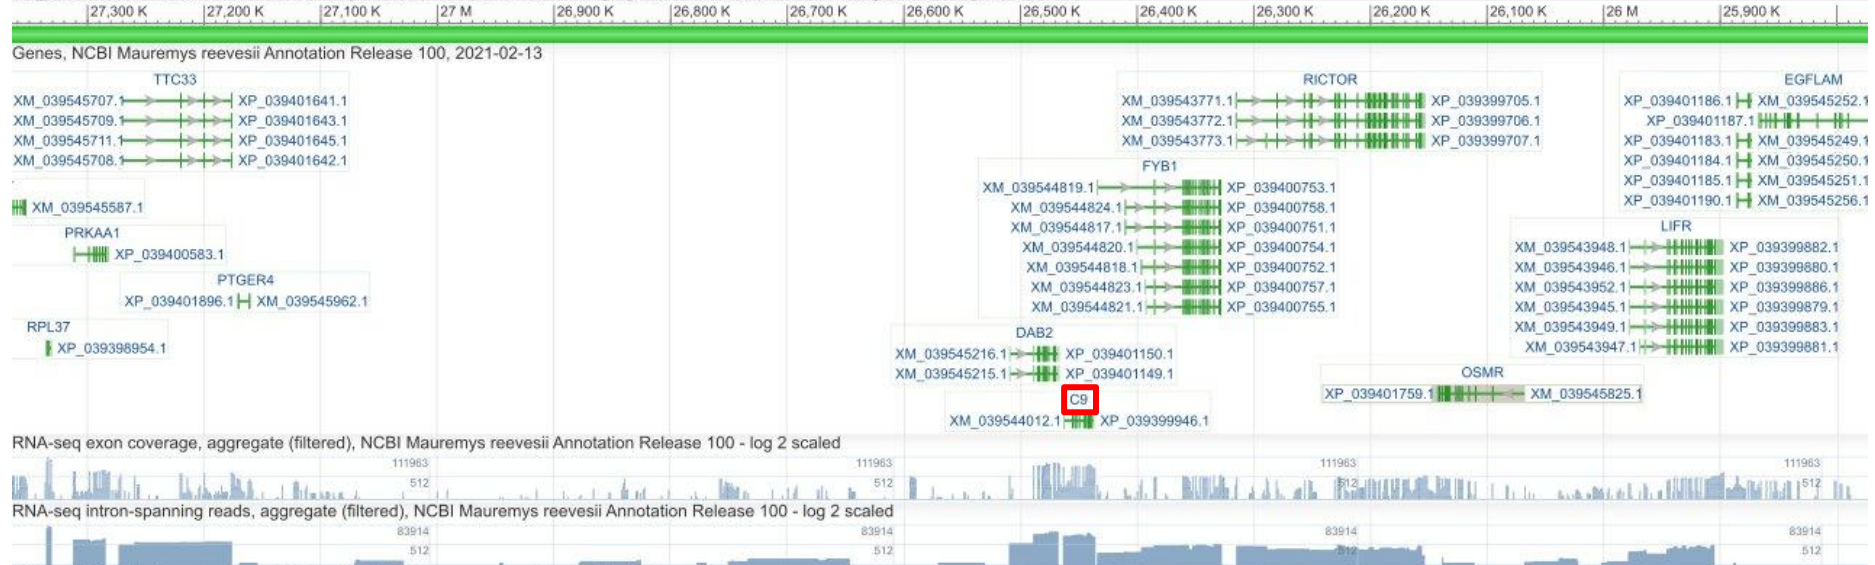 27,300 K 27,200 K 27,100 K 27 M 26,900 K 26,800 K 26,700 K 26,600 K 26,500 K 26,400 K 26,300 K 26,200 K 26,100 K 26 M 25,900 K
Genes, NCBI Mauremys reevesii Annotation Release 100, 2021-02-13
TTC33
XM_039545707.1 XP_039401641.1
XM_039545709.1 XP_039401643.1
XM_039545711.1 XP_039401645.1
XM_039545708.1 XP_039401642.1
XM_039545587.1
PRKAA1
XP_039400583.1
PTGER4
XP_039401896.1 XM_039545962.1
RPL37
XP_039398954.1
RICTOR
XM_039543771.1 XP_039399705.1
XM_039543772.1 XP_039399706.1
XM_039543773.1 XP_039399707.1
FYB1
XM_039544819.1 XP_039400753.1
XM_039544824.1 XP_039400758.1
XM_039544817.1 XP_039400751.1
XM_039544820.1 XP_039400754.1
XM_039544818.1 XP_039400752.1
XM_039544823.1 XP_039400757.1
XM_039544821.1 XP_039400755.1
DAB2
XM_039545216.1 XP_039401150.1
XM_039545215.1 XP_039401149.1
C9
XM_039544012.1 XP_039399946.1
EGFLAM
XP_039401186.1 XM_039545252.1
XP_039401187.1
XP_039401183.1 XM_039545249.1
XP_039401184.1 XM_039545250.1
XP_039401185.1 XM_039545251.1
XP_039401190.1 XM_039545256.1
LIFR
XM_039543948.1 XP_039399882.1
XM_039543946.1 XP_039399880.1
XM_039543952.1 XP_039399886.1
XM_039543945.1 XP_039399879.1
XM_039543949.1 XP_039399883.1
XM_039543947.1 XP_039399881.1
OSMR
XP_039401759.1 XM_039545825.1
RNA-seq exon coverage, aggregate (filtered), NCBI Mauremys reevesii Annotation Release 100 - log 2 scaled
111963 111963 111963 111963
512 512 512 512
RNA-seq intron-spanning reads, aggregate (filtered), NCBI Mauremys reevesii Annotation Release 100 - log 2 scaled
83914 83914 83914 83914
512 512 512 512